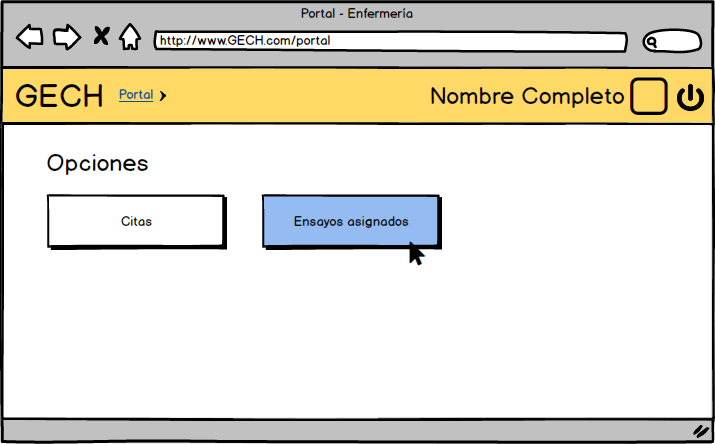 Portal - Enfermería
http://www.GECH.com/portal
GECH Portal Nombre Completo
Opciones
Citas Ensayos asignados